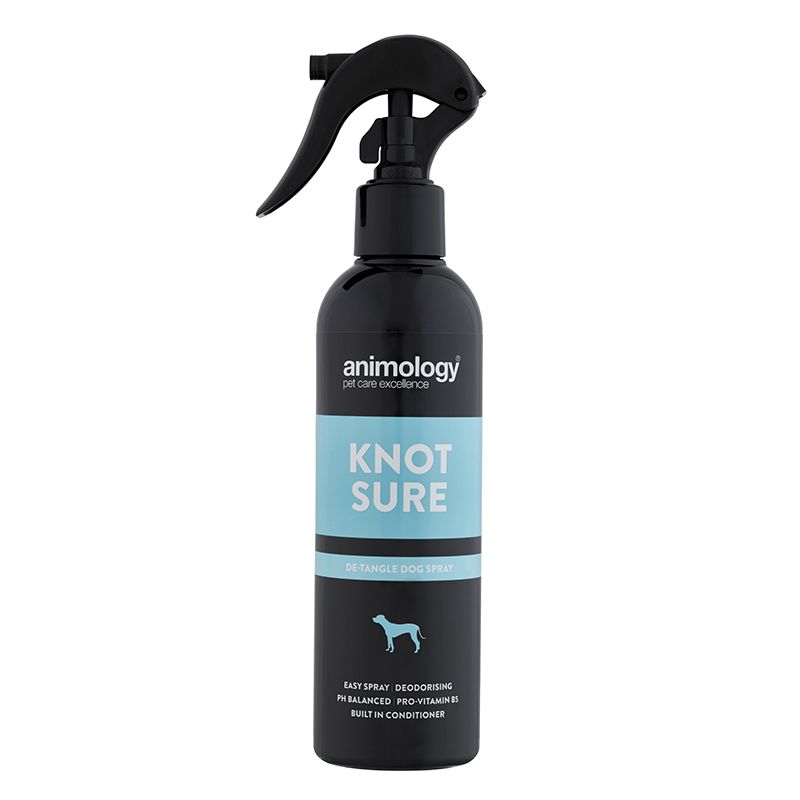 animology®
pet care excellence
KNOT
SURE
DE-TANGLE DOG SPRAY
EASY SPRAY | DEODORISING
PH BALANCED | PRO-VITAMIN B5
BUILT IN CONDITIONER